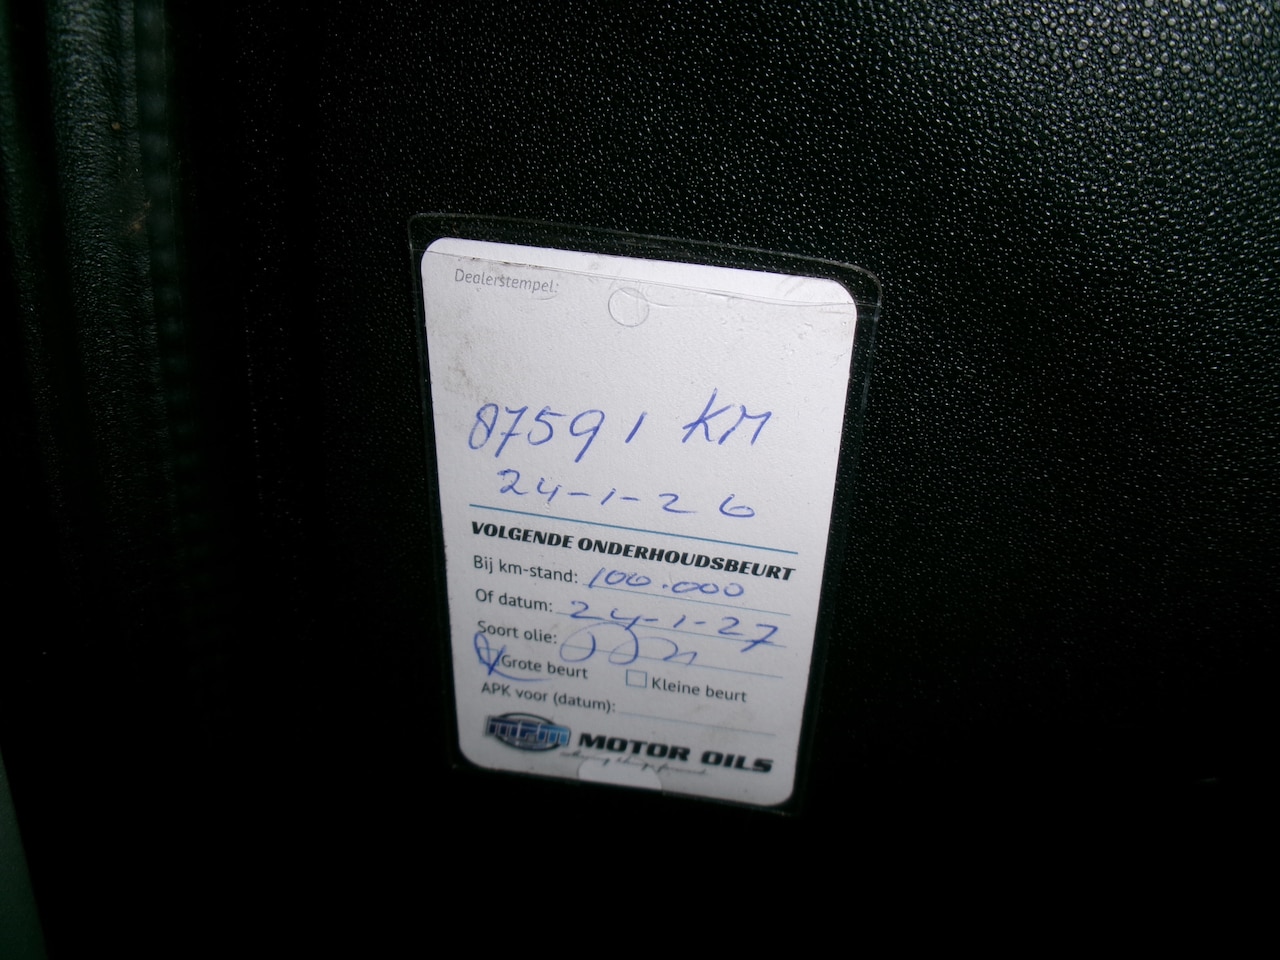 Dealerstempel:
87591 KM
24-1-26
VOLGENDE ONDERHOUDSBEURT
Bij km-stand: 100.000
Of datum: 24-1-27
Soort olie:
Grote beurt Kleine beurt
APK voor (datum):
MPM MOTOR OILS